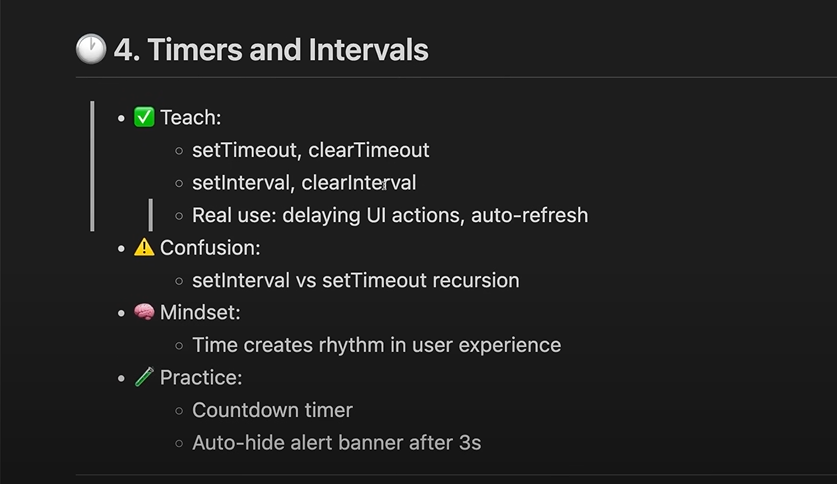 4. Timers and Intervals
Teach:
setTimeout, clearTimeout
setInterval, clearInterval
Real use: delaying UI actions, auto-refresh
Confusion:
setInterval vs setTimeout recursion
Mindset:
Time creates rhythm in user experience
Practice:
Countdown timer
Auto-hide alert banner after 3s